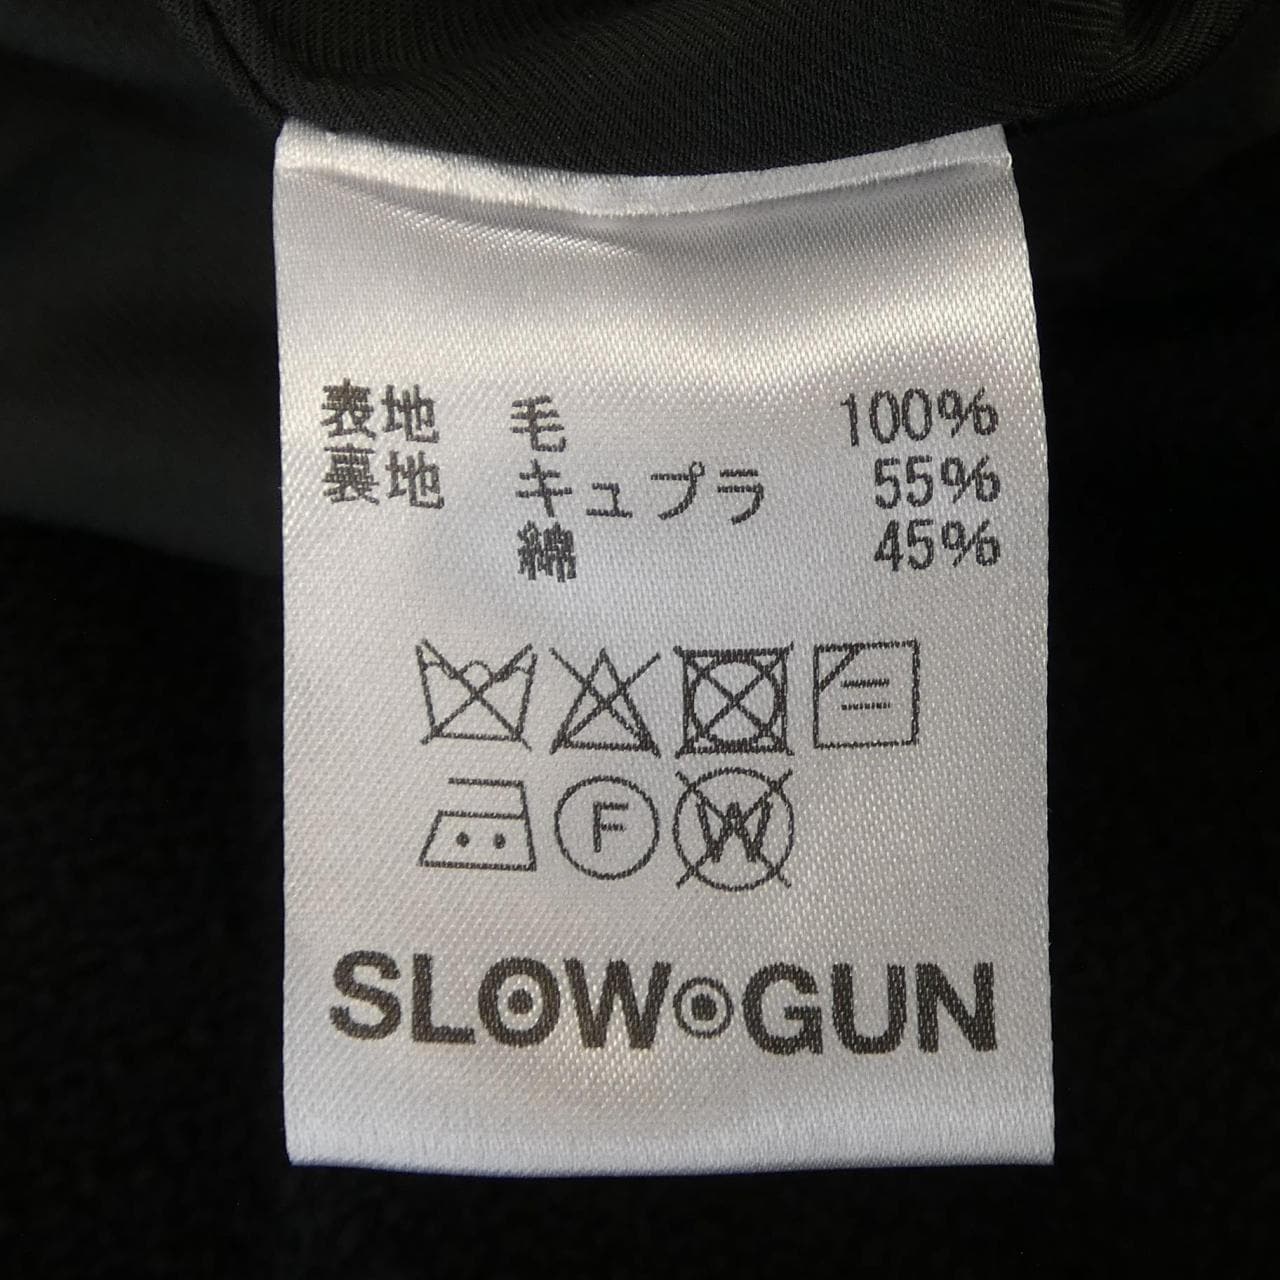 表地 毛 100%
裏地 キュプラ 55%
綿 45%
F W
SLOW GUN